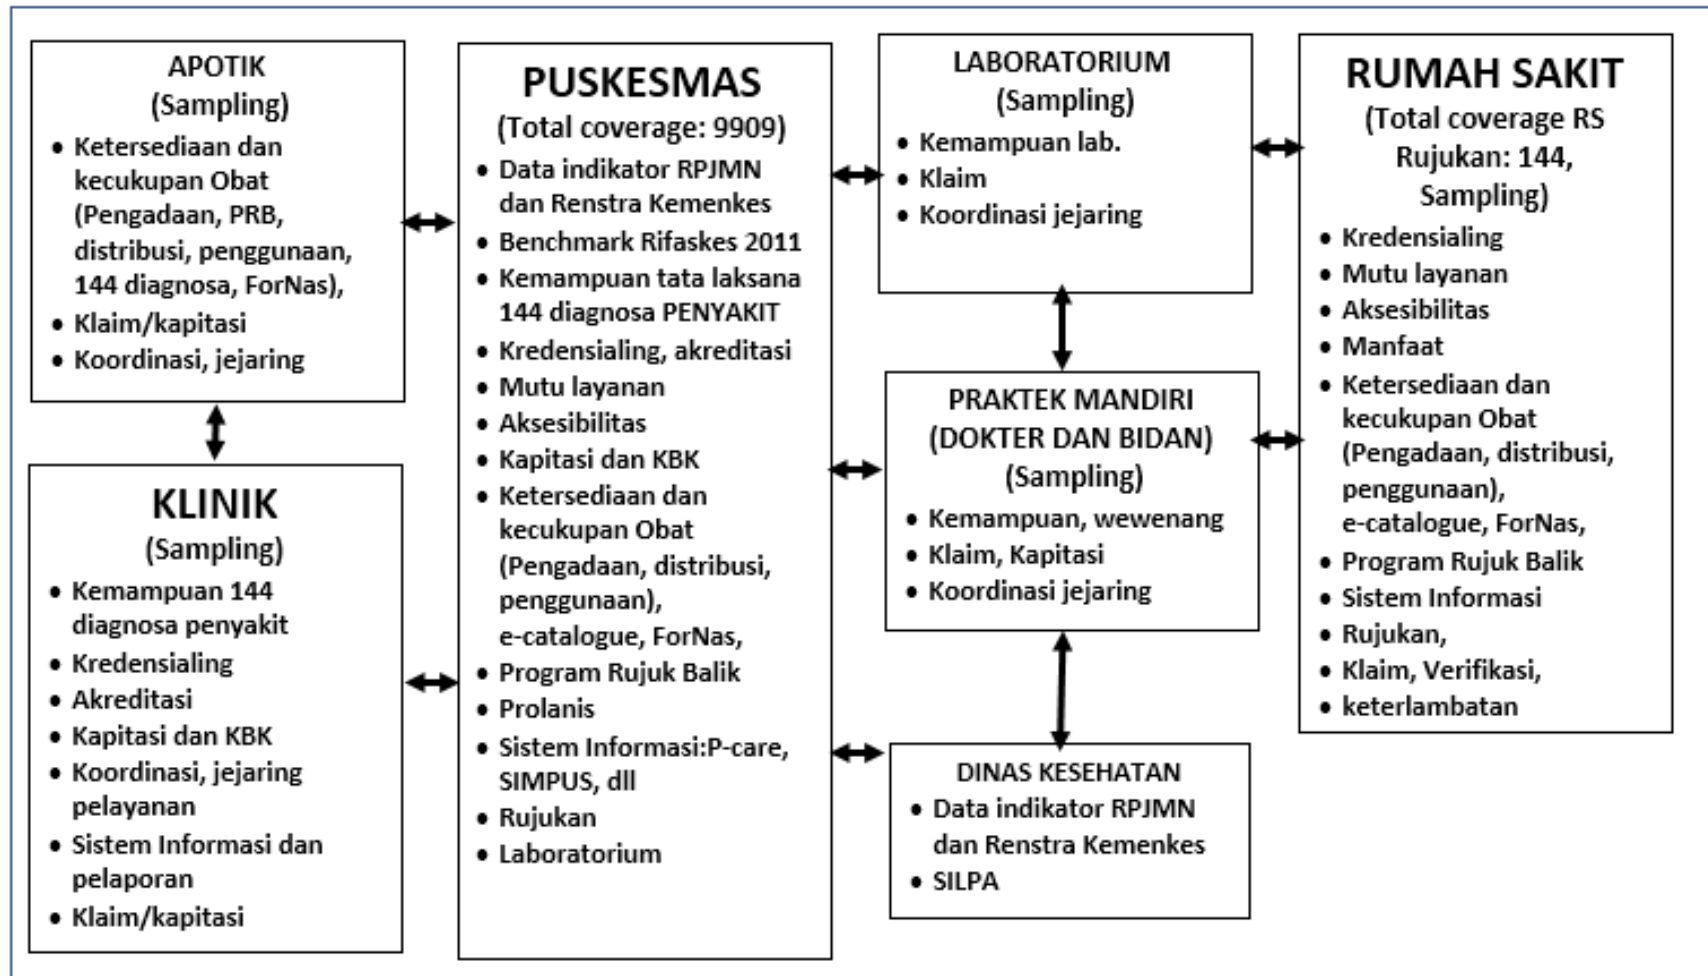 APOTIK
(Sampling)
• Ketersediaan dan
kecukupan Obat
(Pengadaan, PRB,
distribusi, penggunaan,
144 diagnosa, ForNas),
• Klaim/kapitasi
• Koordinasi, jejaring
KLINIK
(Sampling)
• Kemampuan 144
diagnosa penyakit
• Kredensialing
• Akreditasi
• Kapitasi dan KBK
• Koordinasi, jejaring
pelayanan
• Sistem Informasi dan
pelaporan
• Klaim/kapitasi
PUSKESMAS
(Total coverage: 9909)
• Data indikator RPJMN
dan Renstra Kemenkes
• Benchmark Rifaskes 2011
• Kemampuan tata laksana
144 diagnosa PENYAKIT
• Kredensialing, akreditasi
• Mutu layanan
• Aksesibilitas
• Kapitasi dan KBK
• Ketersediaan dan
kecukupan Obat
(Pengadaan, distribusi,
penggunaan),
e-catalogue, ForNas,
• Program Rujuk Balik
• Prolanis
• Sistem Informasi:P-care,
SIMPUS, dll
• Rujukan
• Laboratorium
LABORATORIUM
(Sampling)
• Kemampuan lab.
• Klaim
• Koordinasi jejaring
PRAKTEK MANDIRI
(DOKTER DAN BIDAN)
(Sampling)
• Kemampuan, wewenang
• Klaim, Kapitasi
• Koordinasi jejaring
DINAS KESEHATAN
• Data indikator RPJMN
dan Renstra Kemenkes
• SILPA
RUMAH SAKIT
(Total coverage RS
Rujukan: 144,
Sampling)
• Kredensialing
• Mutu layanan
• Aksesibilitas
• Manfaat
• Ketersediaan dan
kecukupan Obat
(Pengadaan, distribusi,
penggunaan),
e-catalogue, ForNas,
• Program Rujuk Balik
• Sistem Informasi
• Rujukan,
• Klaim, Verifikasi,
• keterlambatan